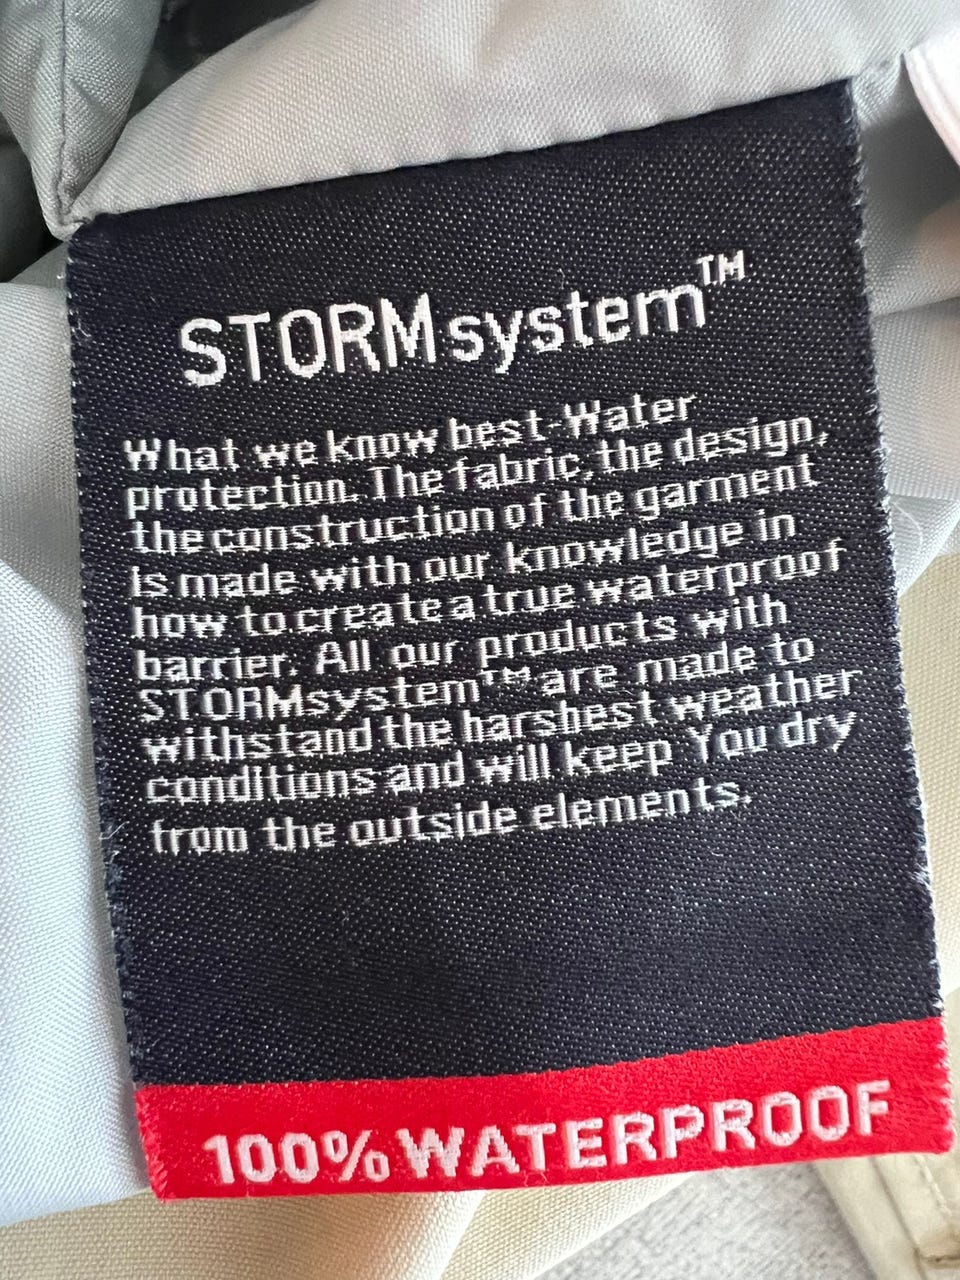 STORMsystem™
What we know best-Water
protection. The fabric, the design,
the construction of the garment
is made with our knowledge in
how to create a true waterproof
barrier. All our products with
STORMsystem™ are made to
withstand the harshest weather
conditions and will keep You dry
from the outside elements.
100% WATERPROOF